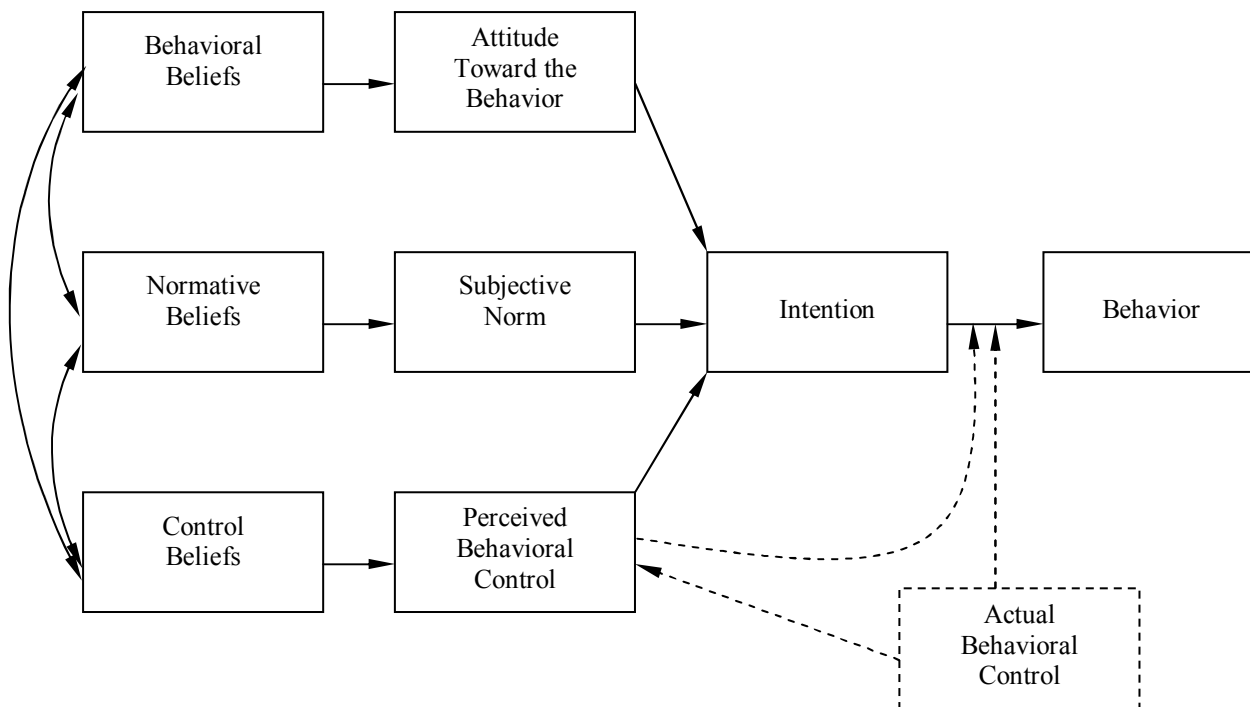 Behavioral
Beliefs
Attitude
Toward the
Behavior
Normative
Beliefs
Subjective
Norm
Intention
Behavior
Control
Beliefs
Perceived
Behavioral
Control
Actual
Behavioral
Control